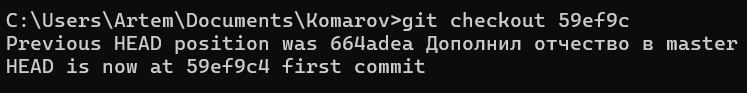 C:\Users\Artem\Documents\Komarov>git checkout 59ef9c
Previous HEAD position was 664adea Дополнил отчество в master
HEAD is now at 59ef9c4 first commit